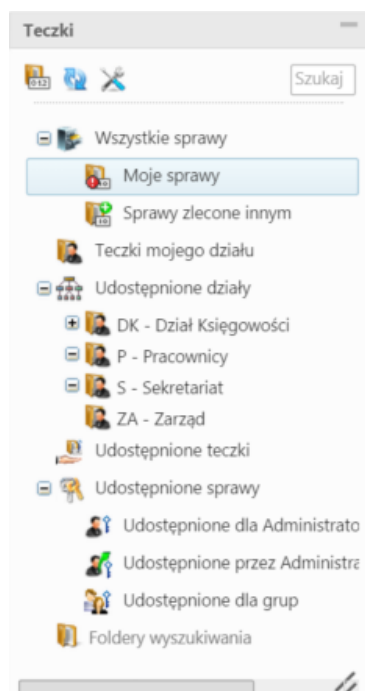 Teczki
Szukaj
Wszystkie sprawy
Moje sprawy
Sprawy zlecone innym
Teczki mojego działu
Udostępnione działy
DK - Dział Księgowości
P - Pracownicy
S - Sekretariat
ZA - Zarząd
Udostępnione teczki
Udostępnione sprawy
Udostępnione dla Administrato
Udostępnione przez Administra
Udostępnione dla grup
Foldery wyszukiwania